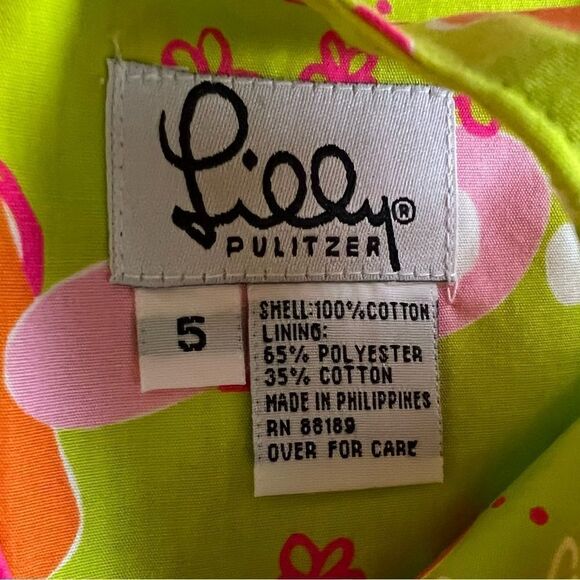 Lilly®
PULITZER
5
SHELL:100%COTTON
LINING:
65% POLYESTER
35% COTTON
MADE IN PHILIPPINES
RN 88189
OVER FOR CARE